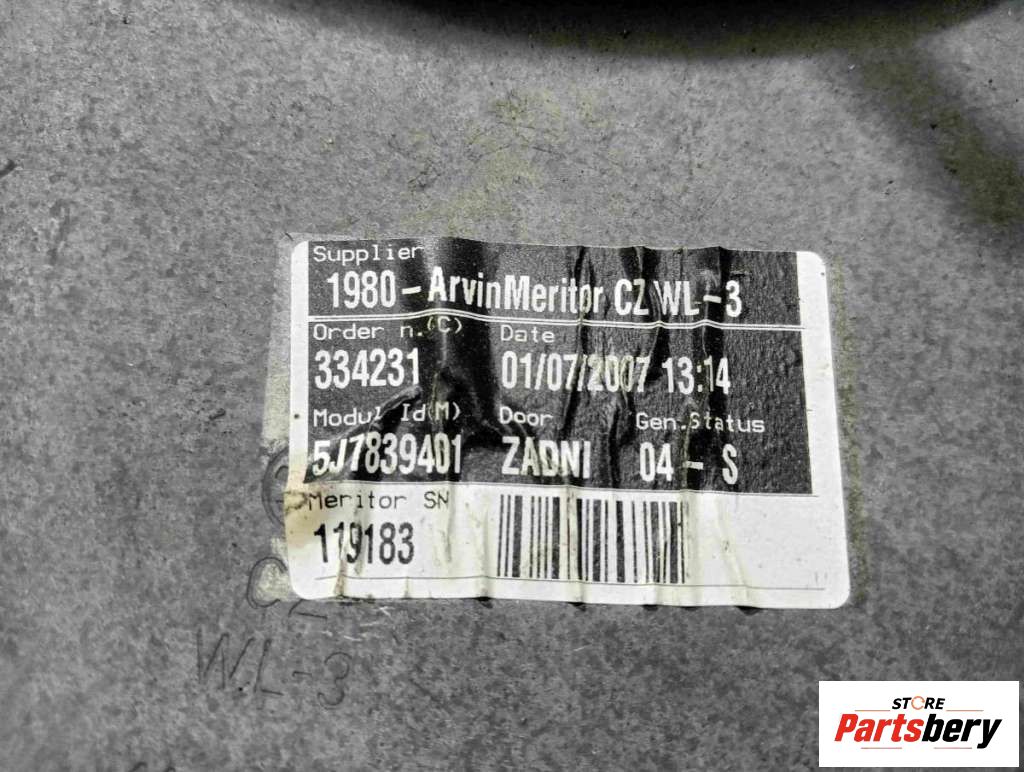 Supplier
1980-ArvinMeritor CZ WL-3
Order n.(C) Date
334231 01/07/2007 13:14
Modul Id(M) Door Gen.Status
5J7839401 ZADNI 04-S
Meritor SN
119183
CZ
WL-3
STORE
Partsbery